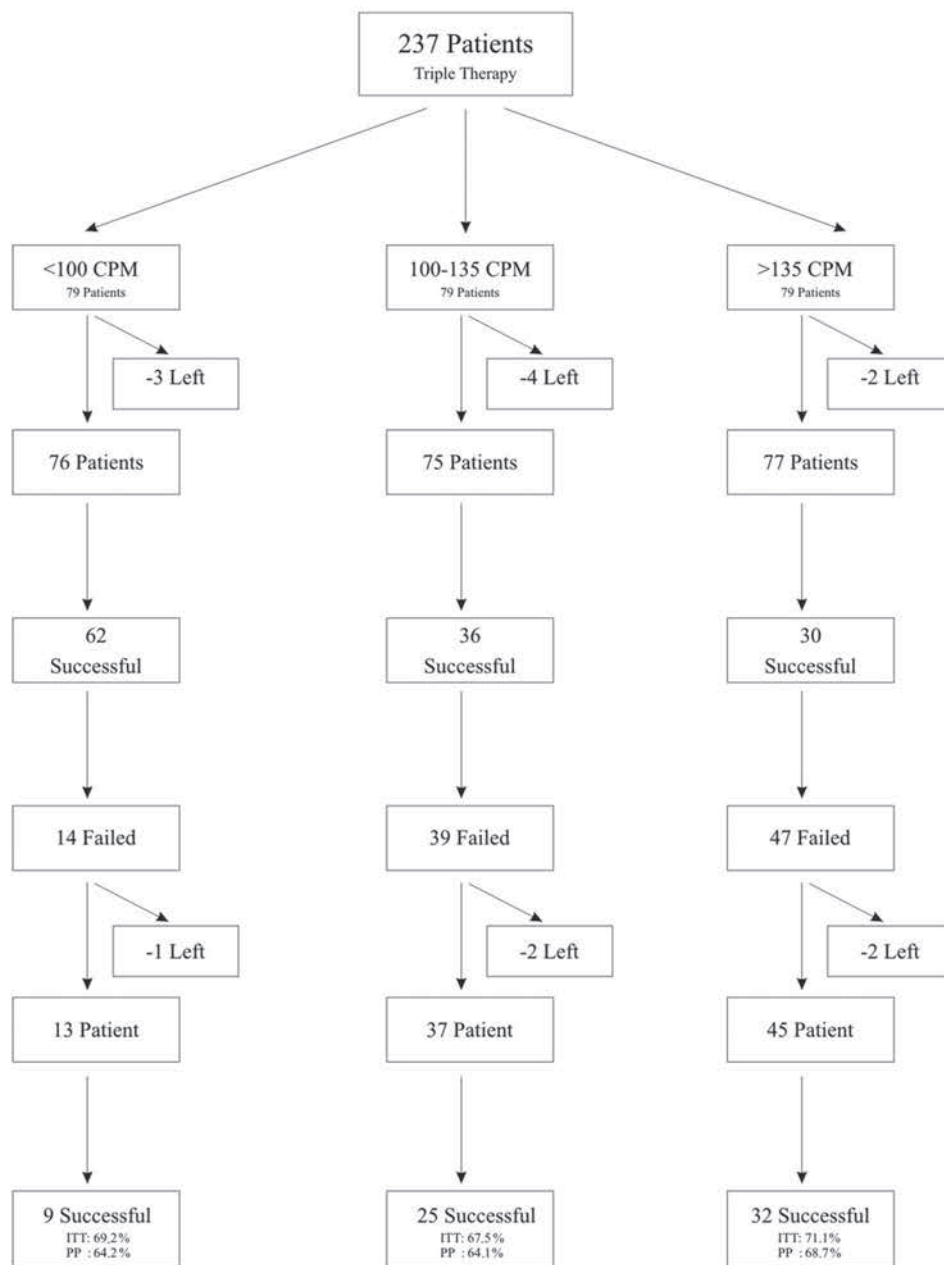 237 Patients
Triple Therapy
<100 CPM
79 Patients
100-135 CPM
79 Patients
>135 CPM
79 Patients
-3 Left
-4 Left
-2 Left
76 Patients
75 Patients
77 Patients
62
Successful
36
Successful
30
Successful
14 Failed
39 Failed
47 Failed
-1 Left
-2 Left
-2 Left
13 Patient
37 Patient
45 Patient
9 Successful
ITT: 69,2%
PP : 64.2%
25 Successful
ITT: 67.5%
PP : 64.1%
32 Successful
ITT: 71.1%
PP : 68.7%